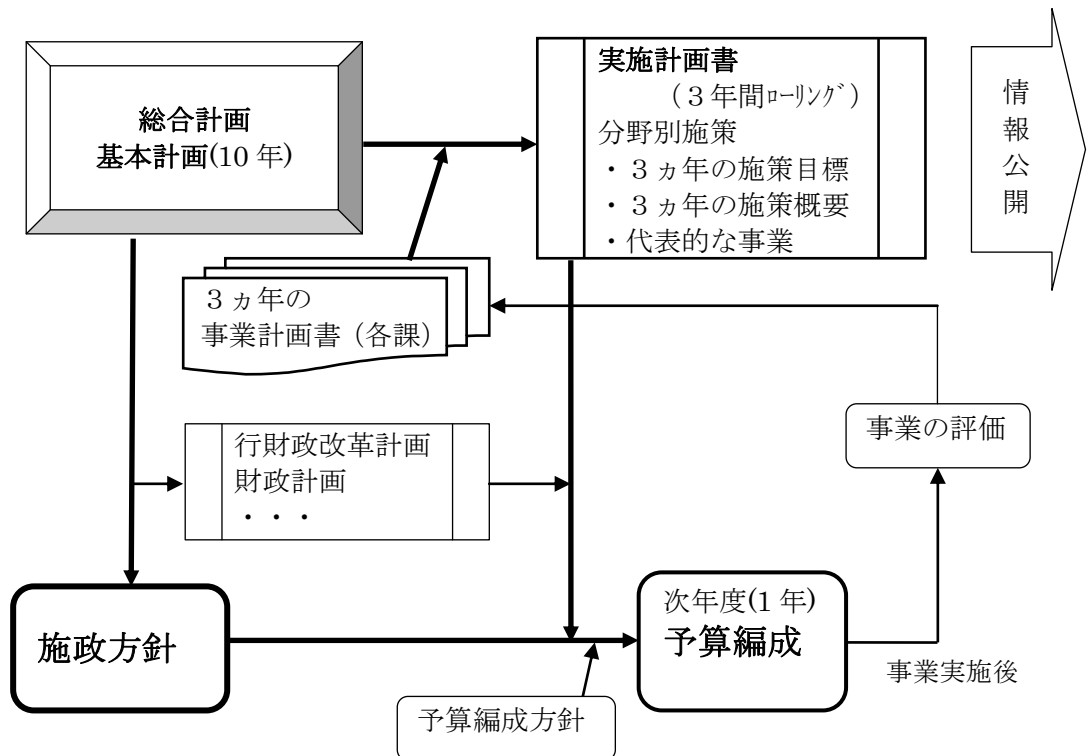 総合計画
基本計画(10 年)
実施計画書
（３年間ﾛｰﾘﾝｸﾞ）
分野別施策
・３ヵ年の施策目標
・３ヵ年の施策概要
・代表的な事業
情
報
公
開
３ヵ年の
事業計画書（各課）
行財政改革計画
財政計画
・・・
事業の評価
施政方針
次年度(1 年)
予算編成
事業実施後
予算編成方針